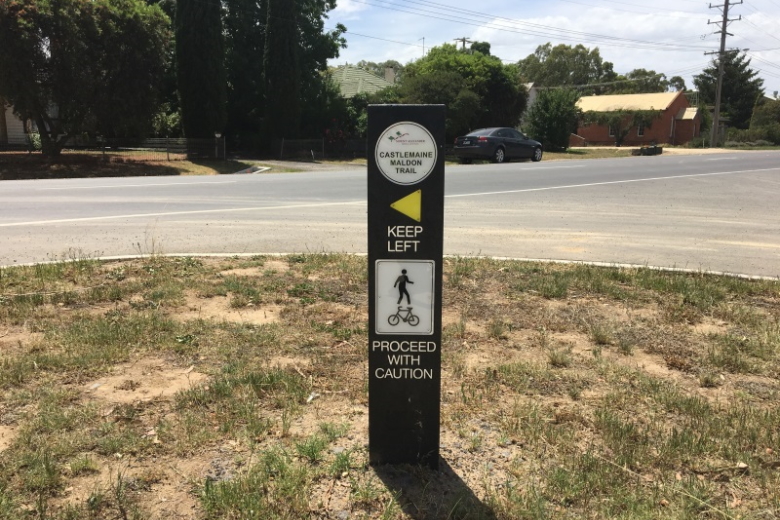 CASTLEMAINE
MALDON
TRAIL
KEEP
LEFT
PROCEED
WITH
CAUTION